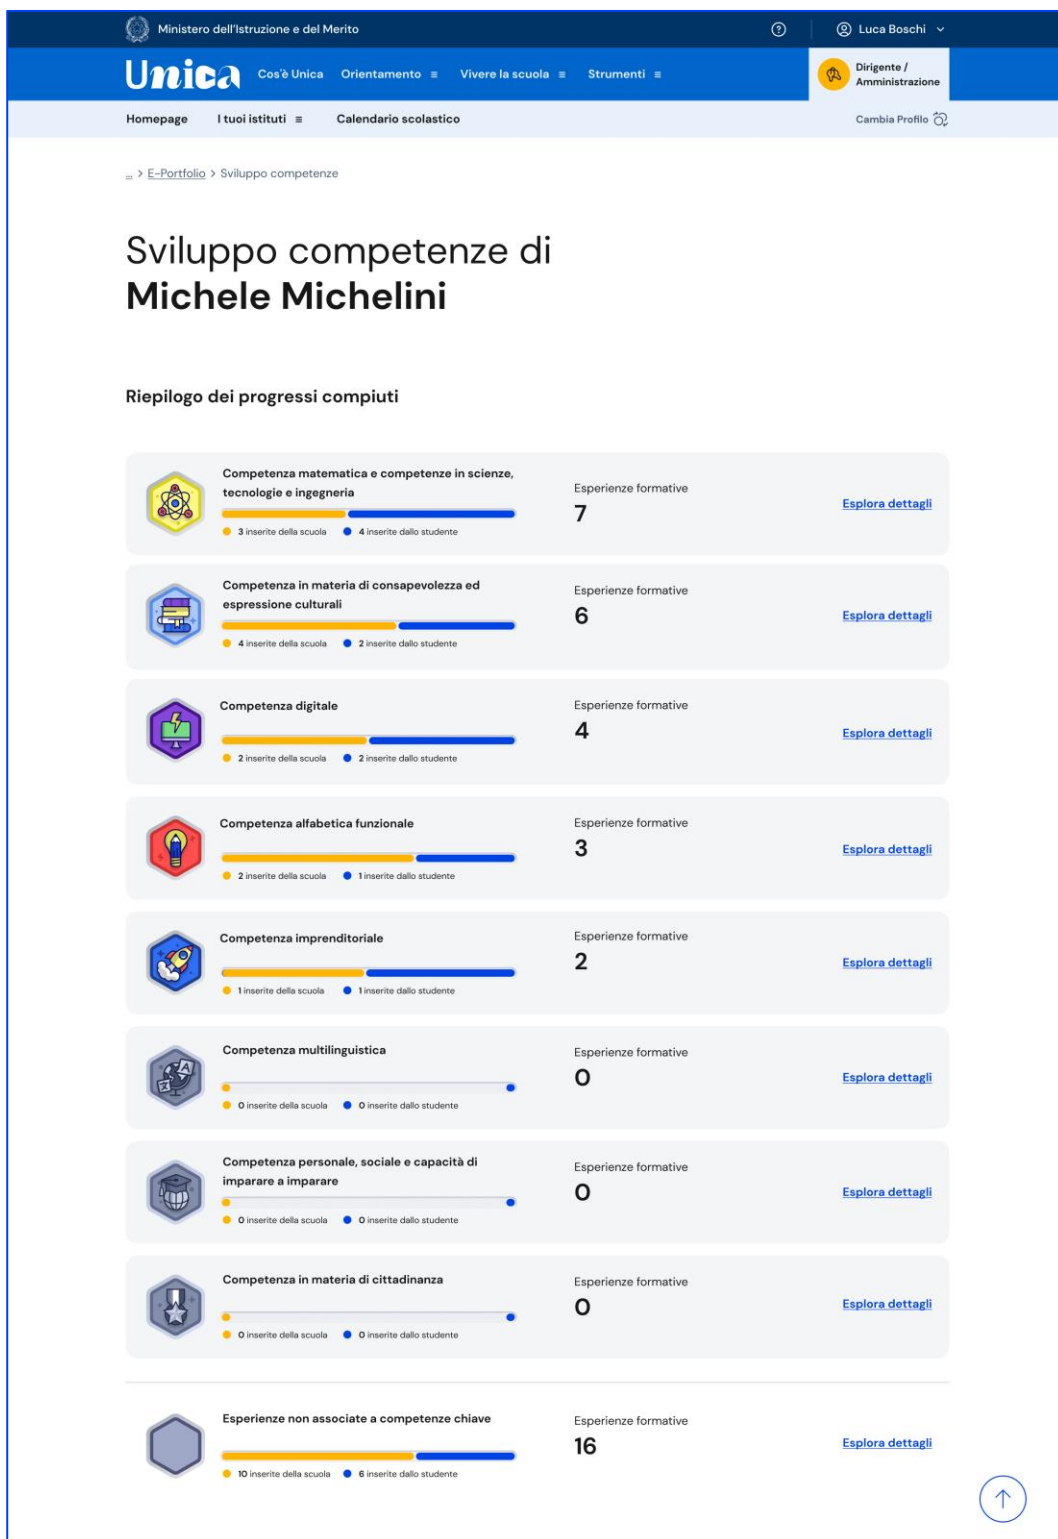 Ministero dell'Istruzione e del Merito
Luca Boschi
Unica
Cos'è Unica
Orientamento
Vivere la scuola
Strumenti
Dirigente /
Amministrazione
Homepage
I tuoi istituti
Calendario scolastico
Cambia Profilo
... > E-Portfolio > Sviluppo competenze
Sviluppo competenze di
Michele Michelini
Riepilogo dei progressi compiuti
Competenza matematica e competenze in scienze,
tecnologie e ingegneria
3 inserite della scuola
4 inserite dallo studente
Esperienze formative
7
Esplora dettagli
Competenza in materia di consapevolezza ed
espressione culturali
4 inserite della scuola
2 inserite dallo studente
Esperienze formative
6
Esplora dettagli
Competenza digitale
2 inserite della scuola
2 inserite dallo studente
Esperienze formative
4
Esplora dettagli
Competenza alfabetica funzionale
2 inserite della scuola
1 inserite dallo studente
Esperienze formative
3
Esplora dettagli
Competenza imprenditoriale
1 inserite della scuola
1 inserite dallo studente
Esperienze formative
2
Esplora dettagli
Competenza multilinguistica
0 inserite della scuola
0 inserite dallo studente
Esperienze formative
0
Esplora dettagli
Competenza personale, sociale e capacità di
imparare a imparare
0 inserite della scuola
0 inserite dallo studente
Esperienze formative
0
Esplora dettagli
Competenza in materia di cittadinanza
0 inserite della scuola
0 inserite dallo studente
Esperienze formative
0
Esplora dettagli
Esperienze non associate a competenze chiave
10 inserite della scuola
6 inserite dallo studente
Esperienze formative
16
Esplora dettagli